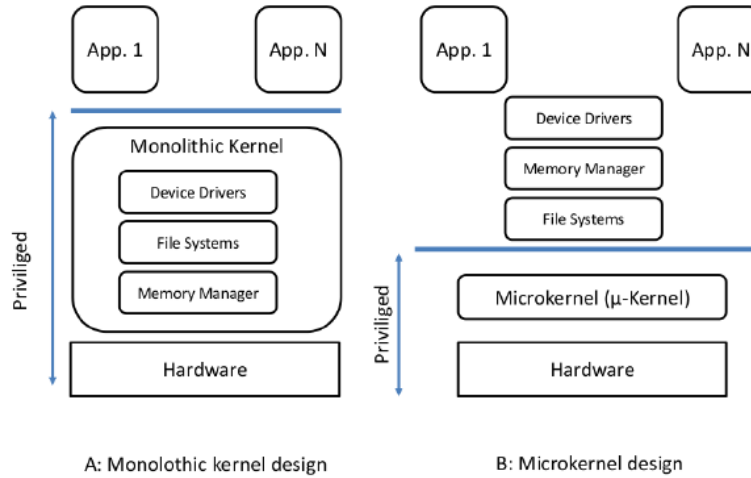 App. 1
App. N
Priviliged
Monolithic Kernel
Device Drivers
File Systems
Memory Manager
Hardware
A: Monolothic kernel design
App. 1
App. N
Device Drivers
Memory Manager
File Systems
Priviliged
Microkernel (μ-Kernel)
Hardware
B: Microkernel design